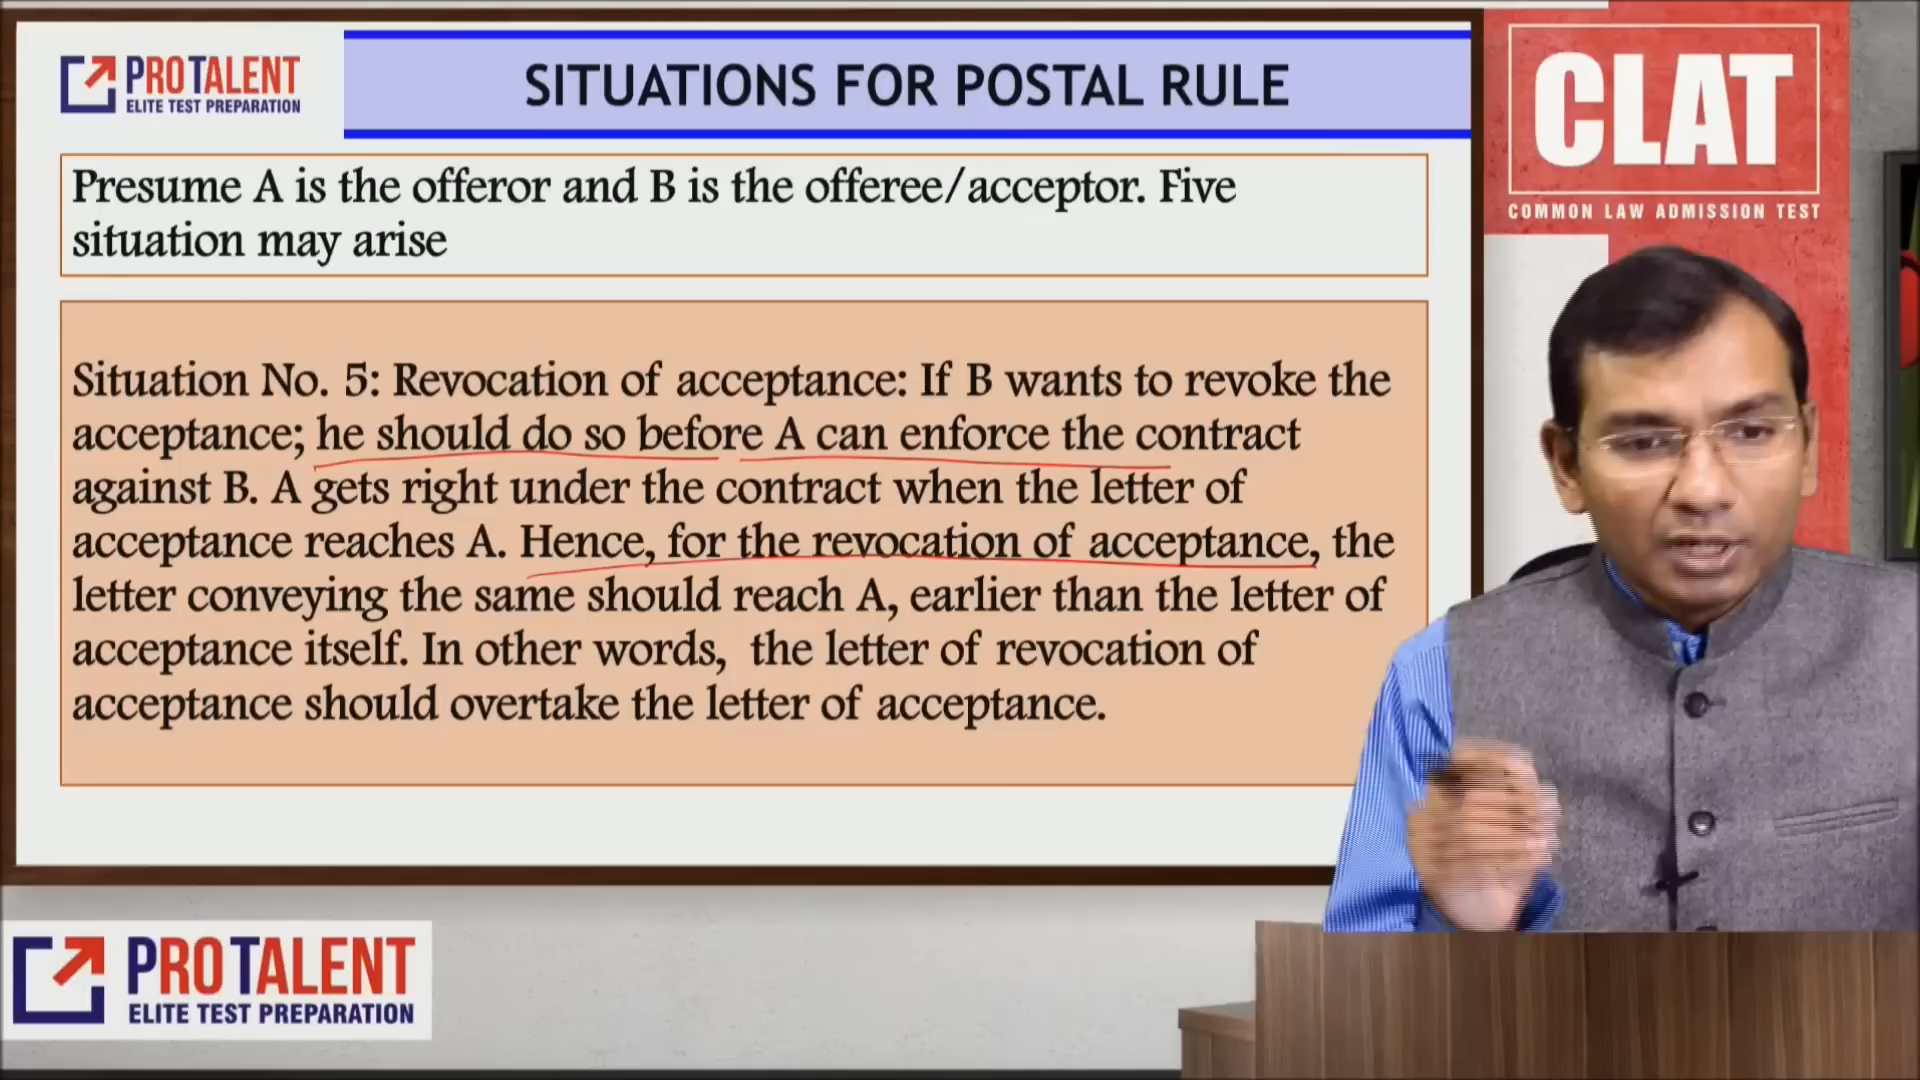 PROTALENT
ELITE TEST PREPARATION
SITUATIONS FOR POSTAL RULE
CLAT
COMMON LAW ADMISSION TEST
Presume A is the offeror and B is the offeree/acceptor. Five
situation may arise
Situation No. 5: Revocation of acceptance: If B wants to revoke the
acceptance; he should do so before A can enforce the contract
against B. A gets right under the contract when the letter of
acceptance reaches A. Hence, for the revocation of acceptance, the
letter conveying the same should reach A, earlier than the letter of
acceptance itself. In other words, the letter of revocation of
acceptance should overtake the letter of acceptance.
PROTALENT
ELITE TEST PREPARATION